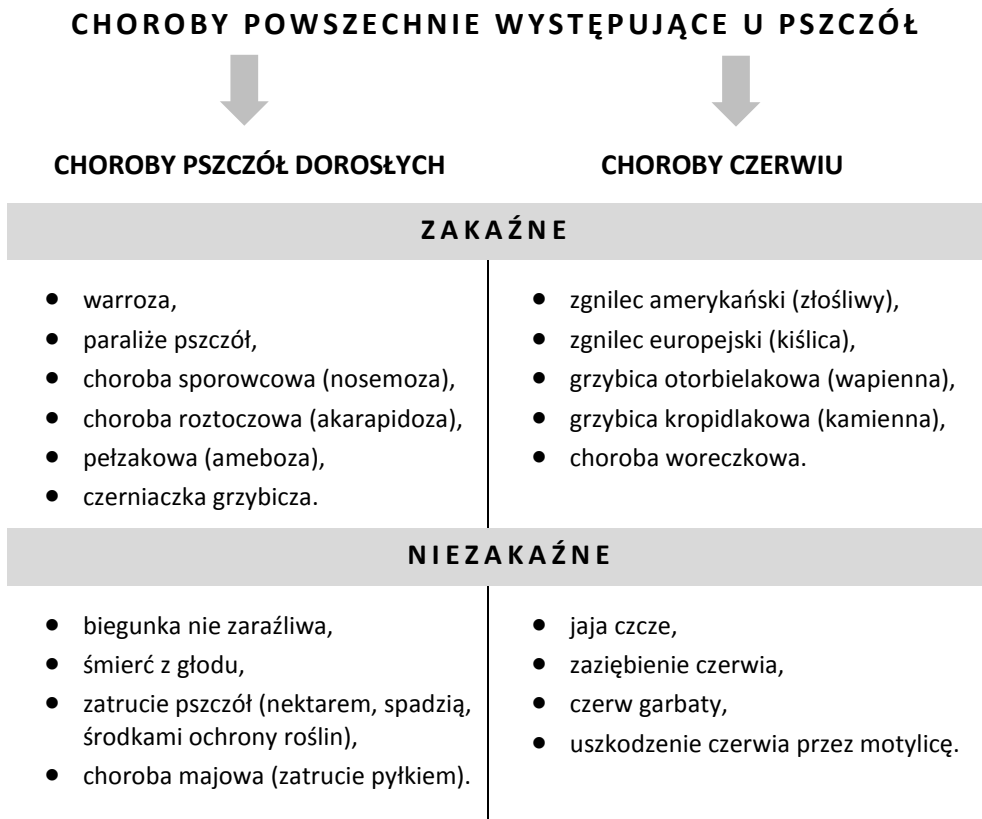 CHOROBY POWSZECHNIE WYSTĘPUJĄCE U PSZCZÓŁ
CHOROBY PSZCZÓŁ DOROSŁYCH
CHOROBY CZERWIU
ZAKAŹNE
• warroza,
• paraliże pszczół,
• choroba sporowcowa (nosemoza),
• choroba roztoczowa (akarapidoza),
• pełzakowa (ameboza),
• czerniaczka grzybicza.
• zgnilec amerykański (złośliwy),
• zgnilec europejski (kiślica),
• grzybica otorbielakowa (wapienna),
• grzybica kropidlakowa (kamienna),
• choroba woreczkowa.
NIEZAKAŹNE
• biegunka nie zaraźliwa,
• śmierć z głodu,
• zatrucie pszczół (nektarem, spadzią,
środkami ochrony roślin),
• choroba majowa (zatrucie pyłkiem).
• jaja czcze,
• zaziębienie czerwia,
• czerw garbaty,
• uszkodzenie czerwia przez motylicę.